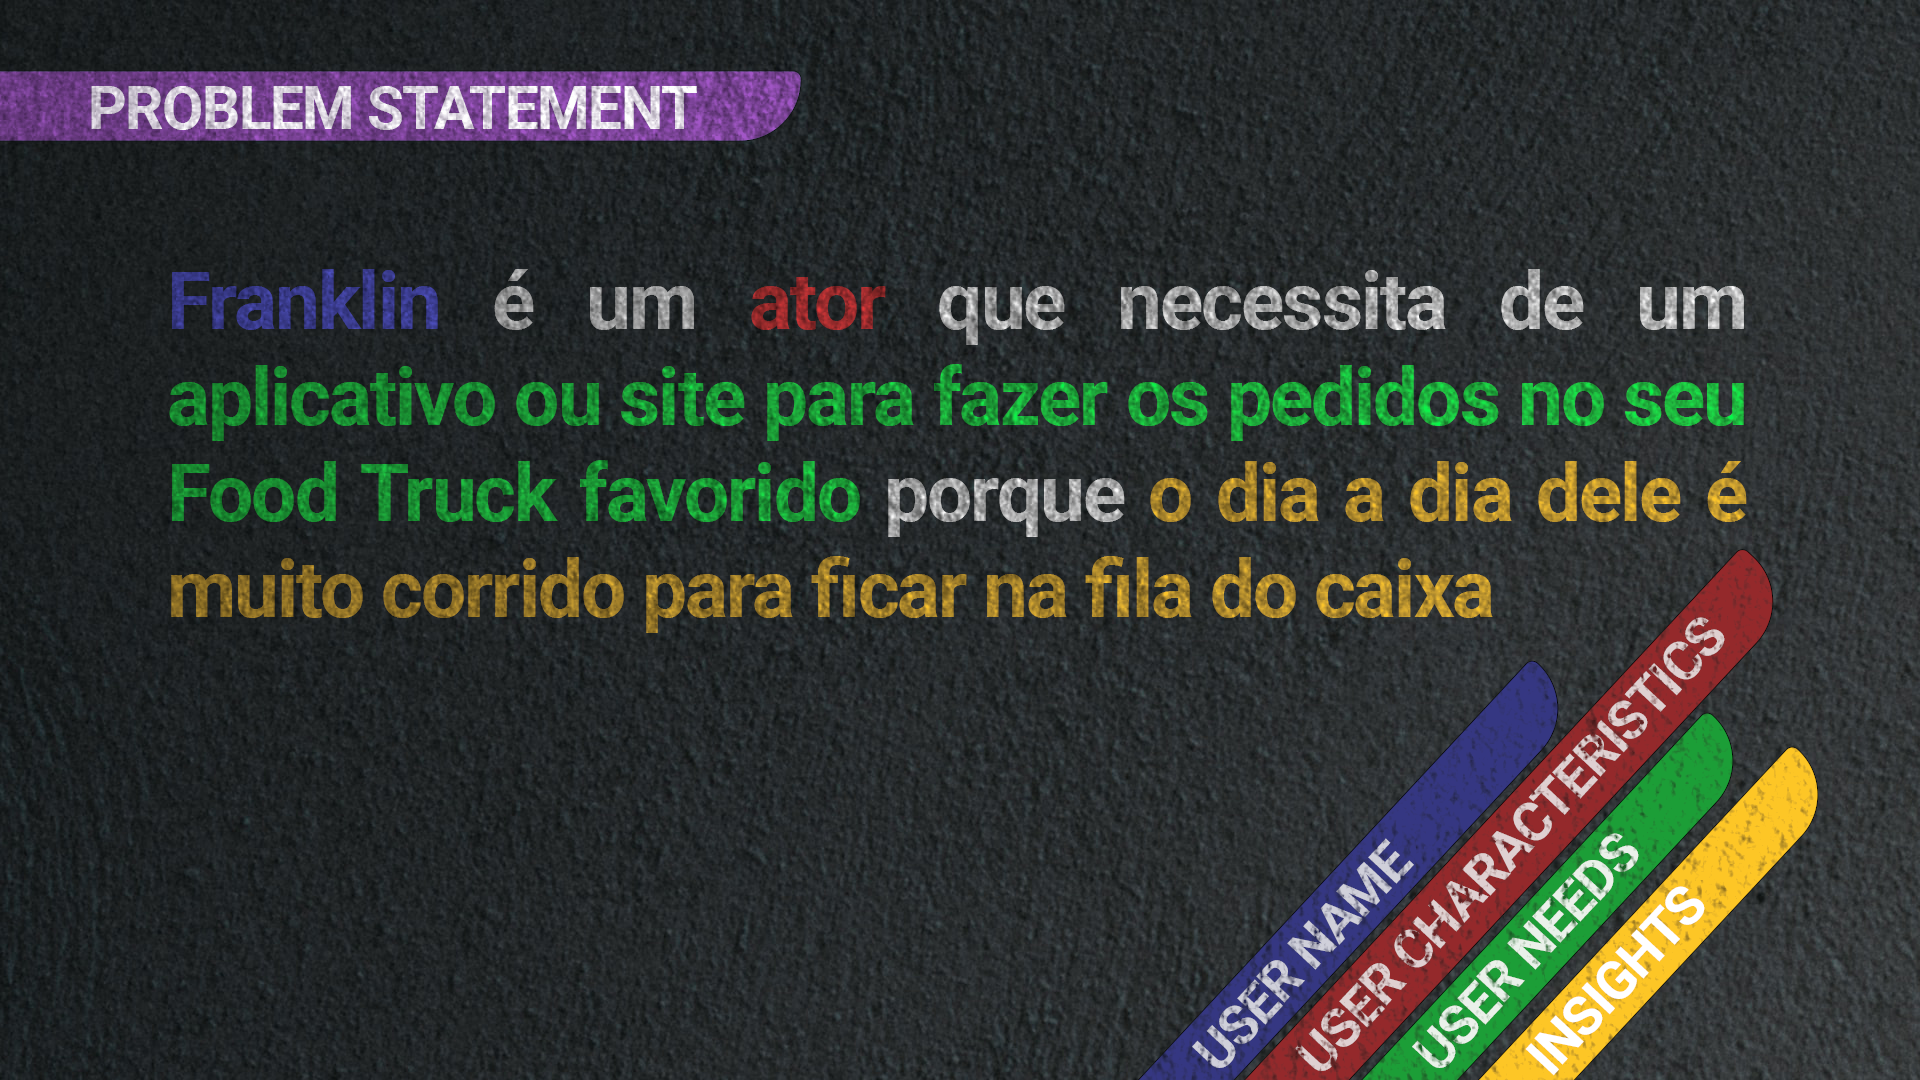 PROBLEM STATEMENT
Franklin é um ator que necessita de um
aplicativo ou site para fazer os pedidos no seu
Food Truck favorido porque o dia a dia dele é
muito corrido para ficar na fila do caixa
USER NAME
USER CHARACTERISTICS
USER NEEDS
INSIGHTS